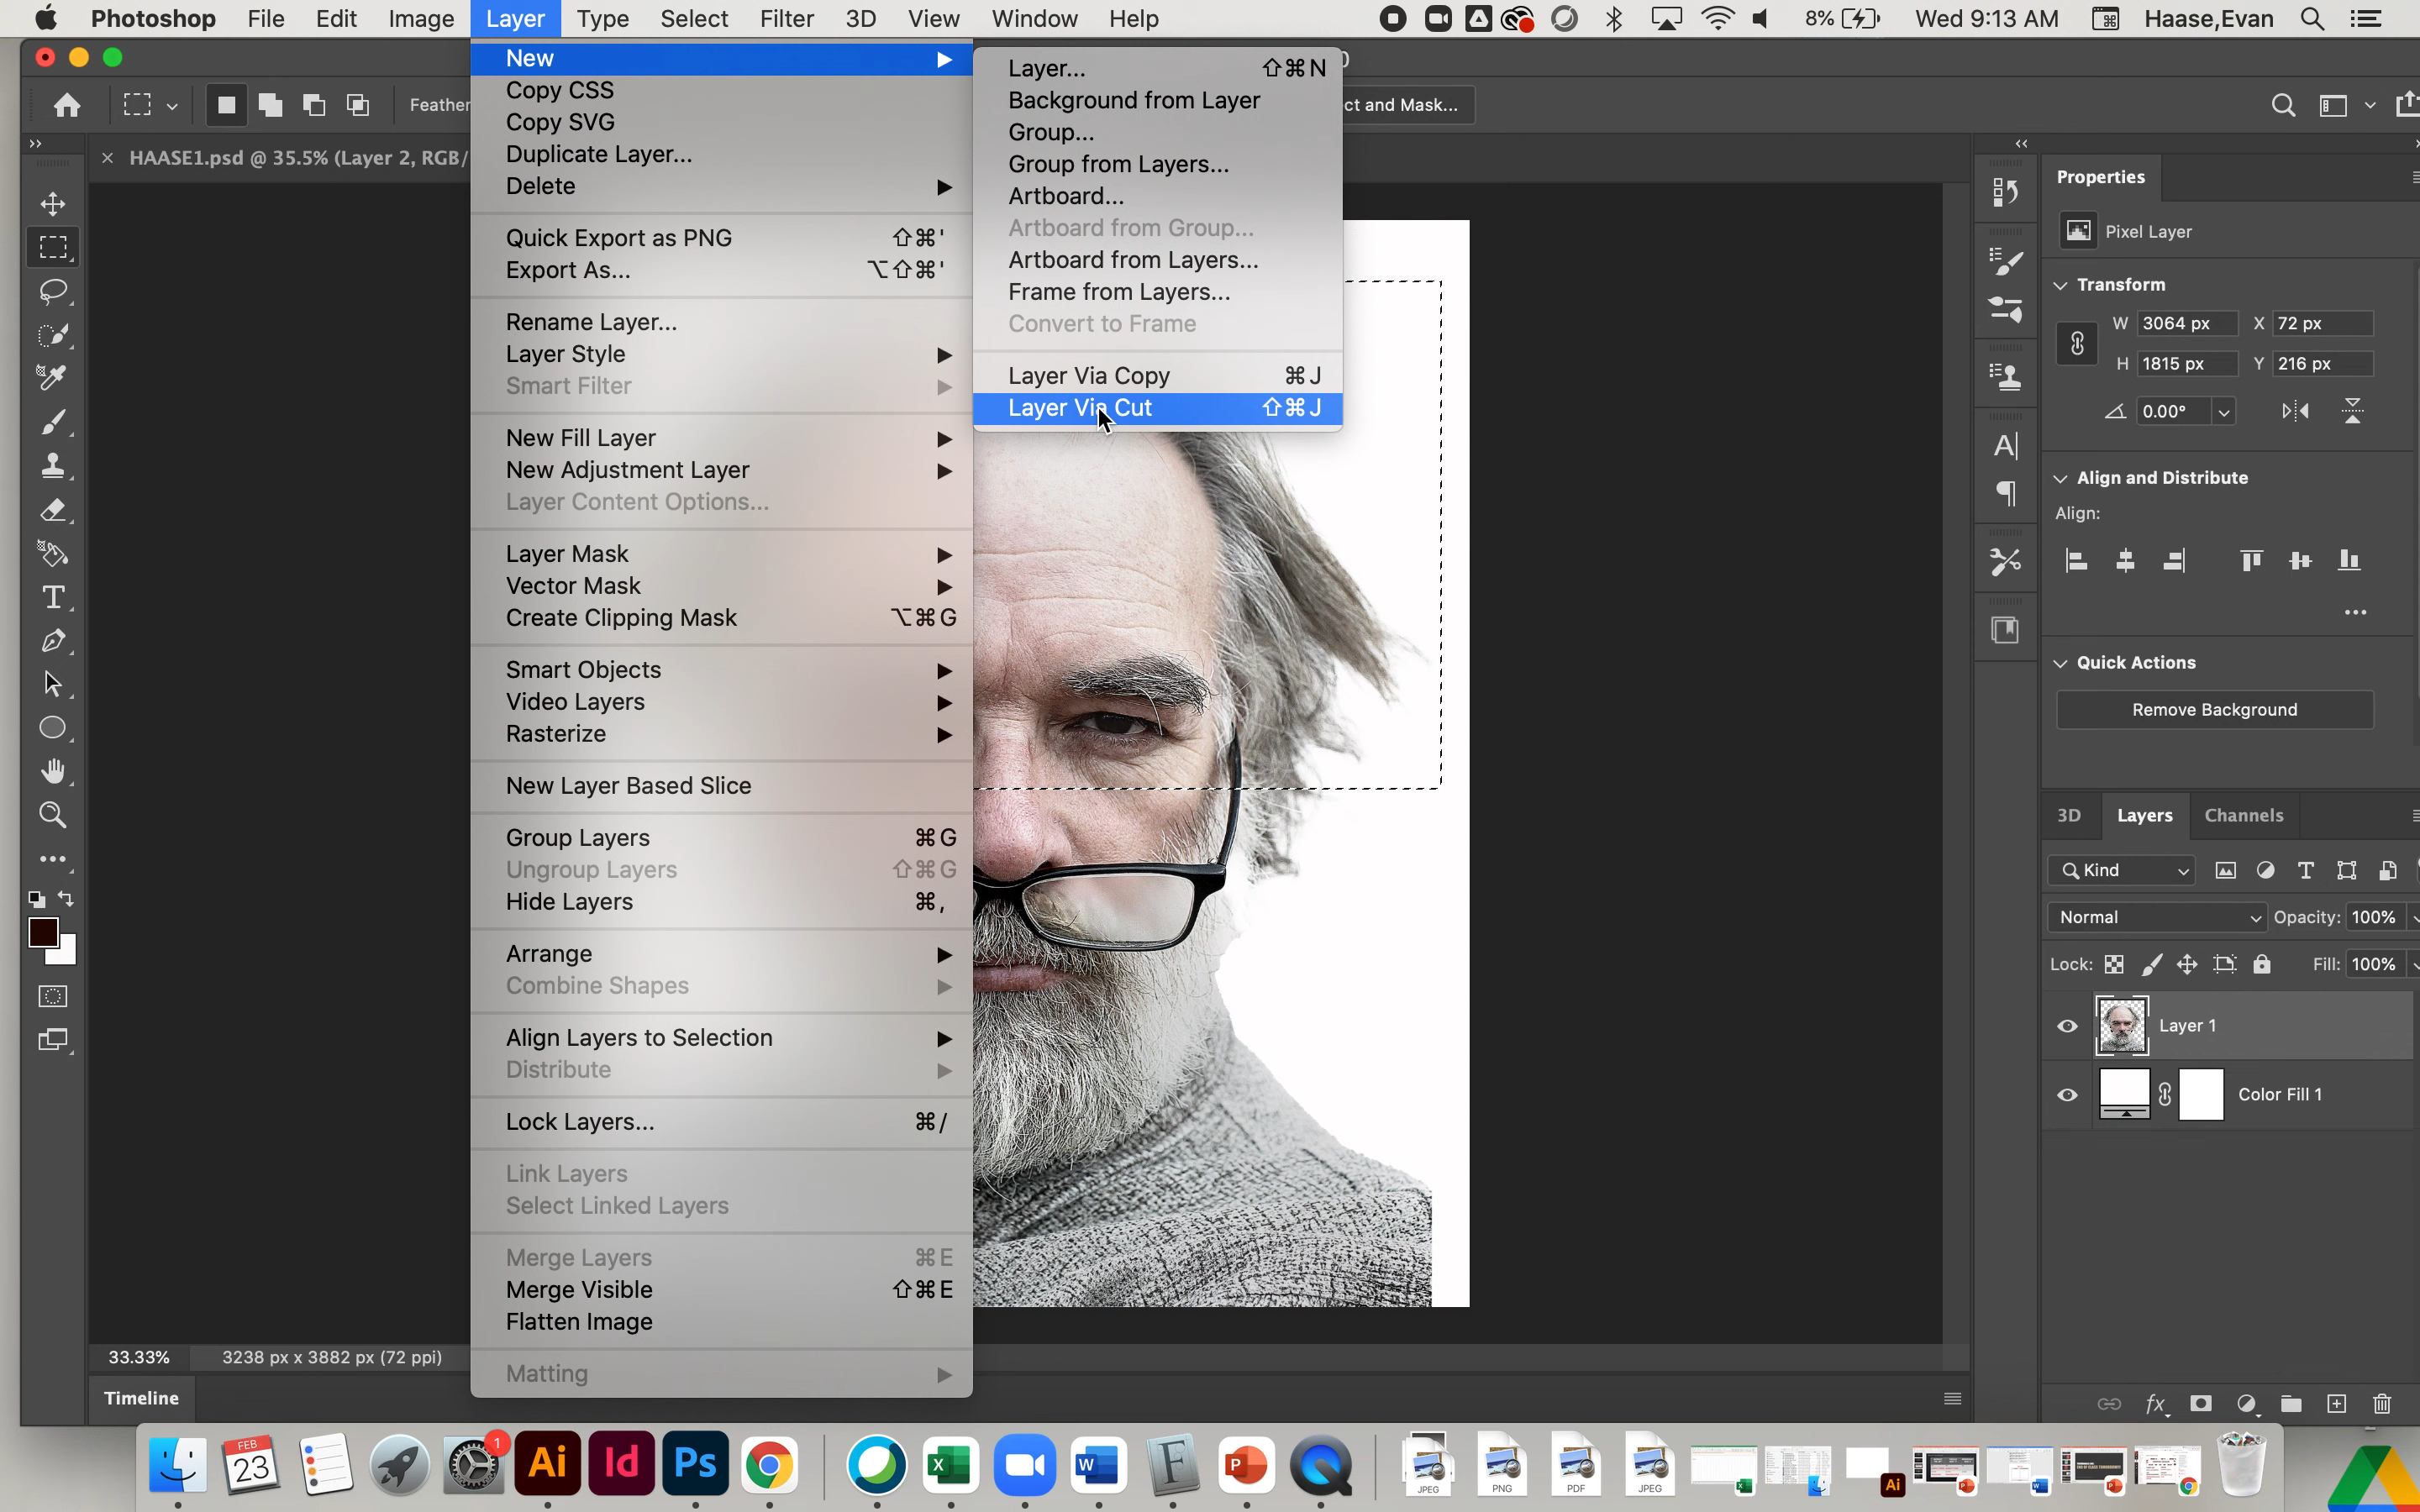 Photoshop File Edit Image Layer Type Select Filter 3D View Window Help 8% Wed 9:13 AM Haase,Evan
New
Copy CSS
Copy SVG
Duplicate Layer...
Delete
Quick Export as PNG ⇧⌘'
Export As... ⌥⇧⌘'
Rename Layer...
Layer Style
Smart Filter
New Fill Layer
New Adjustment Layer
Layer Content Options...
Layer Mask
Vector Mask
Create Clipping Mask ⌥⌘G
Smart Objects
Video Layers
Rasterize
New Layer Based Slice
Group Layers ⌘G
Ungroup Layers ⇧⌘G
Hide Layers ⌘,
Arrange
Combine Shapes
Align Layers to Selection
Distribute
Lock Layers... ⌘/
Link Layers
Select Linked Layers
Merge Layers ⌘E
Merge Visible ⇧⌘E
Flatten Image
Matting
Layer... ⇧⌘N
Background from Layer
Group...
Group from Layers...
Artboard...
Artboard from Group...
Artboard from Layers...
Frame from Layers...
Convert to Frame
Layer Via Copy ⌘J
Layer Via Cut ⇧⌘J
Feather
ct and Mask...
× HAASE1.psd @ 35.5% (Layer 2, RGB/
Properties
Pixel Layer
Transform
W 3064 px X 72 px
H 1815 px Y 216 px
0.00°
Align and Distribute
Align:
Quick Actions
Remove Background
3D Layers Channels
Kind
Normal Opacity: 100%
Lock: Fill: 100%
Layer 1
Color Fill 1
33.33% 3238 px x 3882 px (72 ppi)
Timeline
FEB
23
1
Ai Id Ps
X W F P
JPEG PNG PDF JPEG
Ai